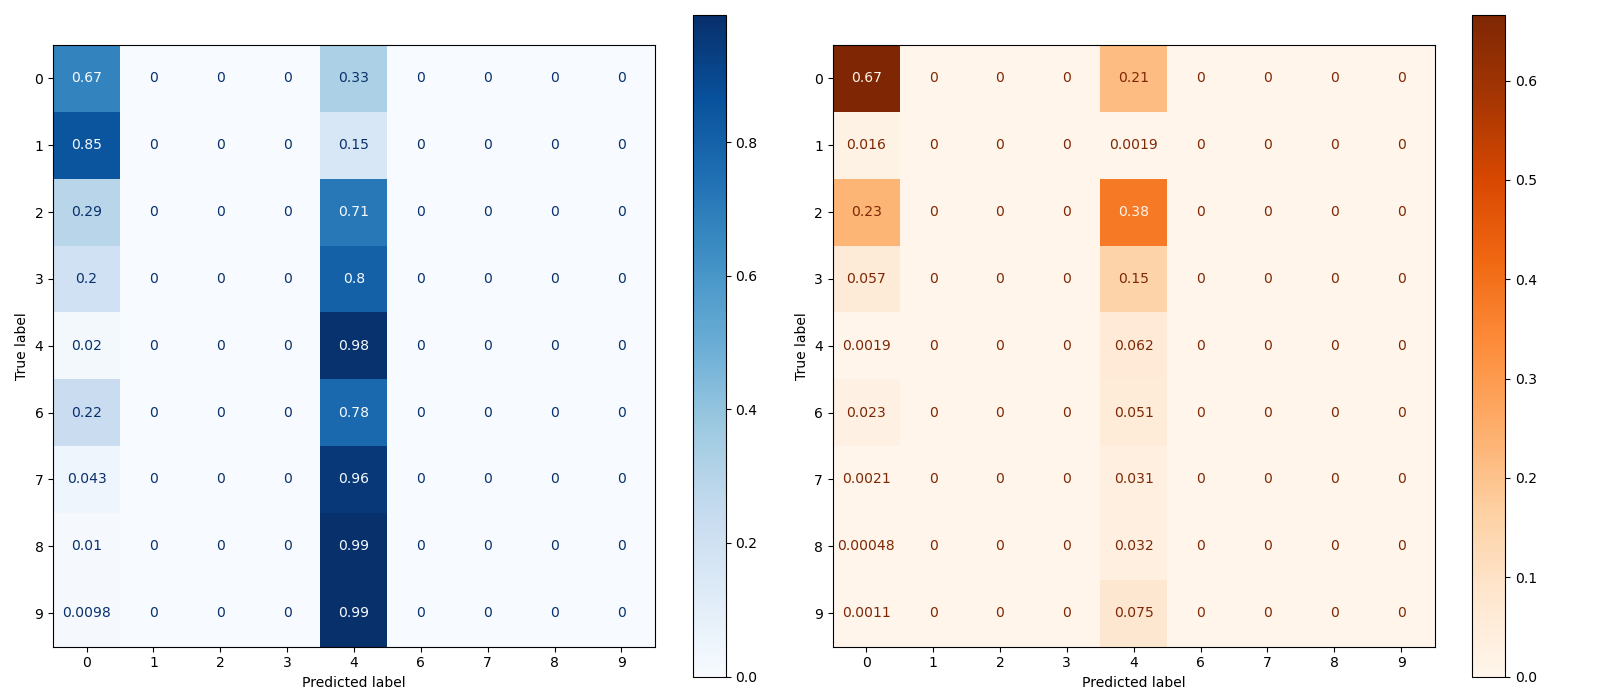 0 0.67 0 0 0 0.33 0 0 0 0
1 0.85 0 0 0 0.15 0 0 0 0
2 0.29 0 0 0 0.71 0 0 0 0
3 0.2 0 0 0 0.8 0 0 0 0
4 0.02 0 0 0 0.98 0 0 0 0
6 0.22 0 0 0 0.78 0 0 0 0
7 0.043 0 0 0 0.96 0 0 0 0
8 0.01 0 0 0 0.99 0 0 0 0
9 0.0098 0 0 0 0.99 0 0 0 0
0 1 2 3 4 6 7 8 9
Predicted label
True label
0.8
0.6
0.4
0.2
0.0
0 0.67 0 0 0 0.21 0 0 0 0
1 0.016 0 0 0 0.0019 0 0 0 0
2 0.23 0 0 0 0.38 0 0 0 0
3 0.057 0 0 0 0.15 0 0 0 0
4 0.0019 0 0 0 0.062 0 0 0 0
6 0.023 0 0 0 0.051 0 0 0 0
7 0.0021 0 0 0 0.031 0 0 0 0
8 0.00048 0 0 0 0.032 0 0 0 0
9 0.0011 0 0 0 0.075 0 0 0 0
0 1 2 3 4 6 7 8 9
Predicted label
True label
0.6
0.5
0.4
0.3
0.2
0.1
0.0